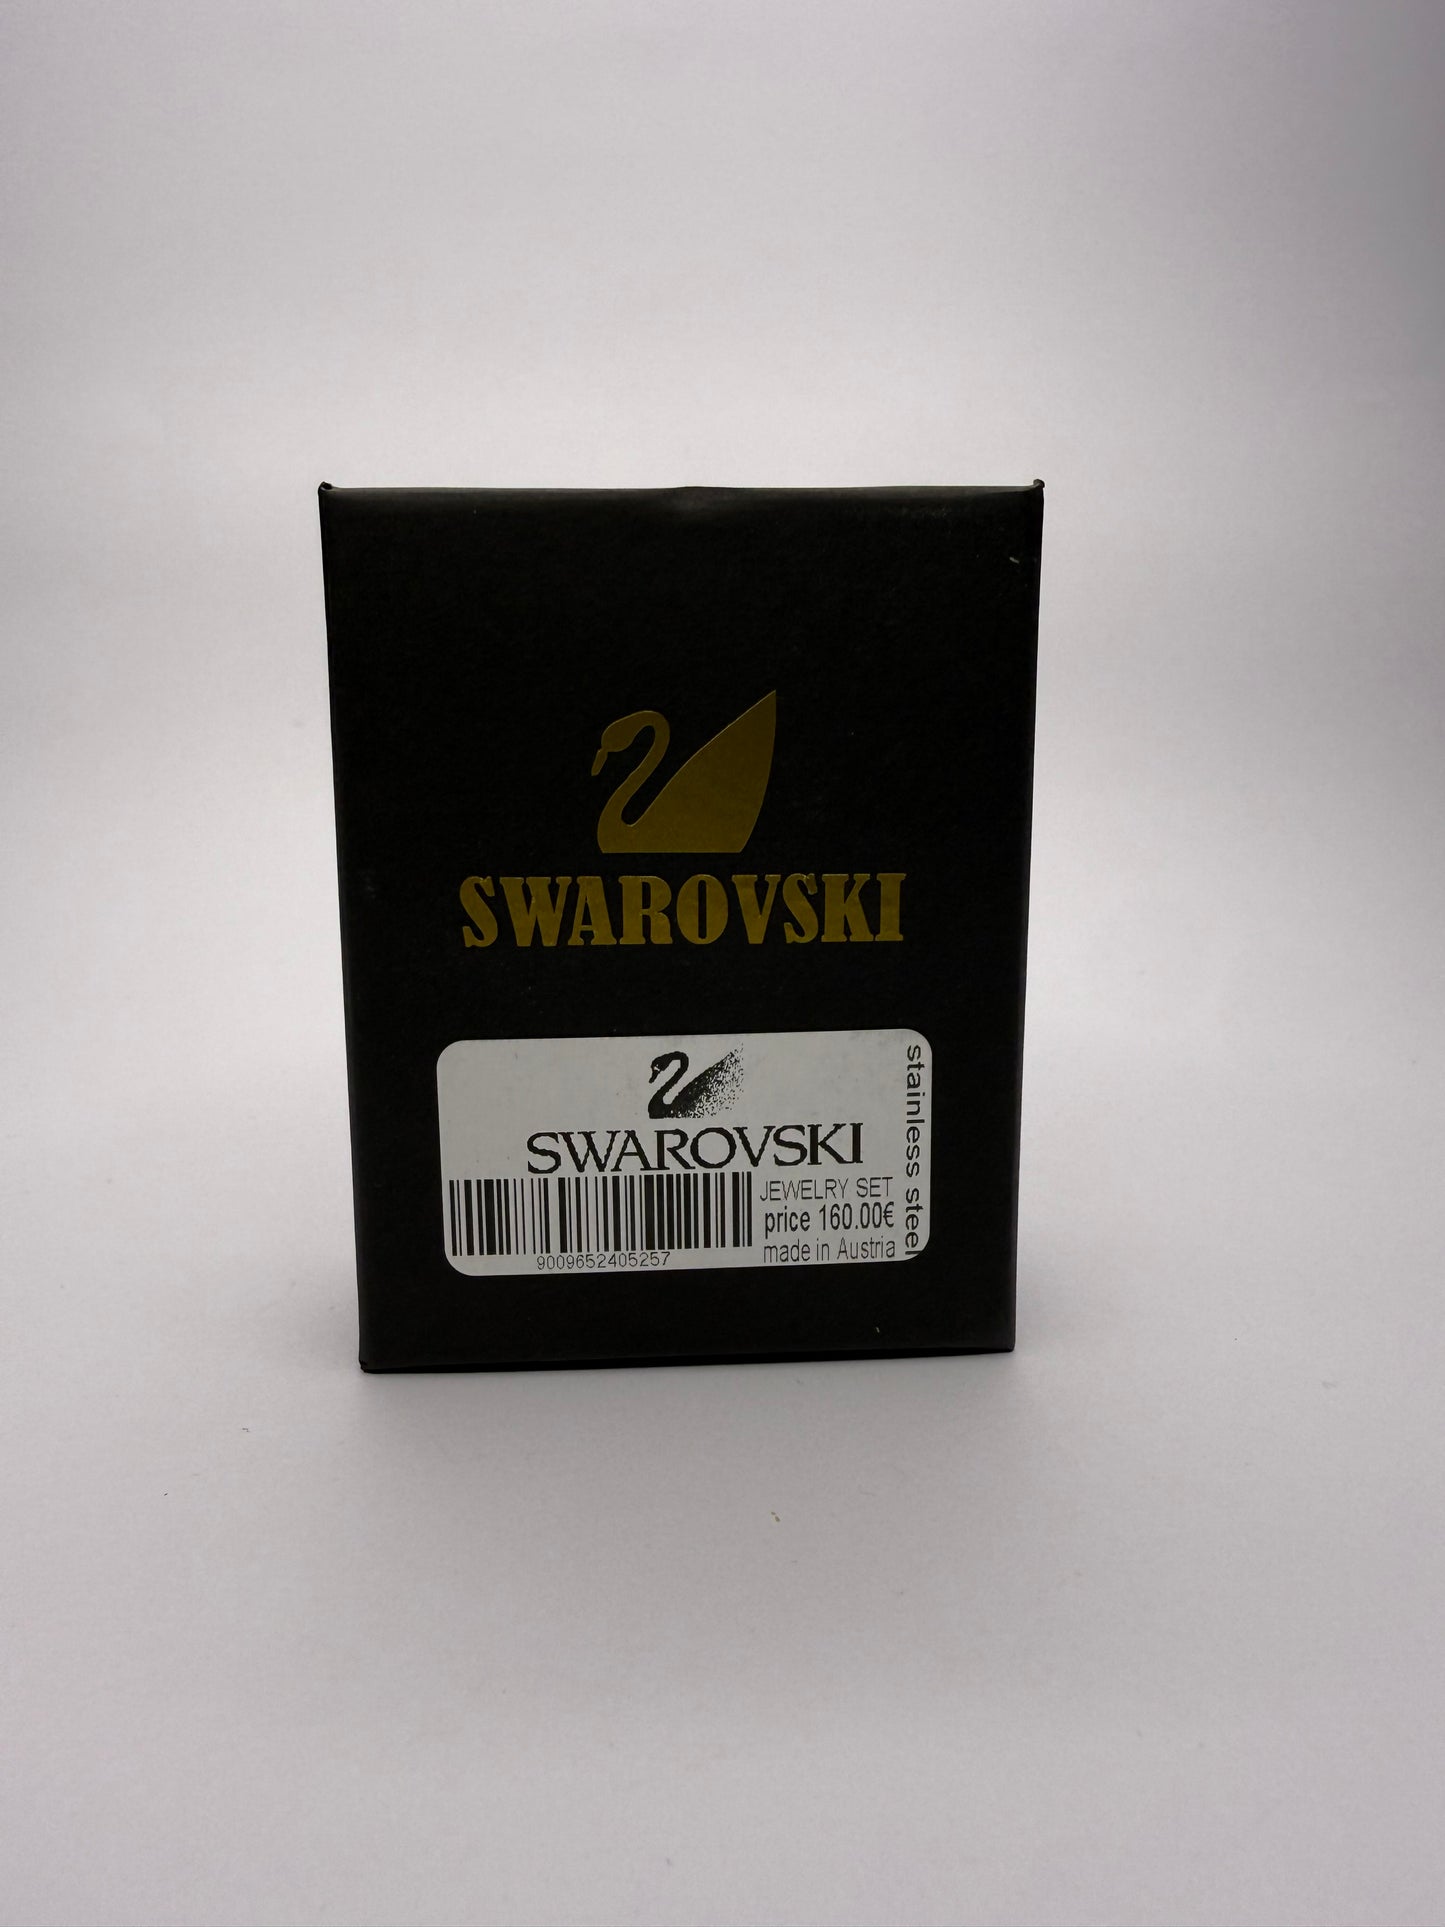 SWAROVSKI
SWAROVSKI
JEWELRY SET
price 160.00€
made in Austria
9009652405257
stainless steel